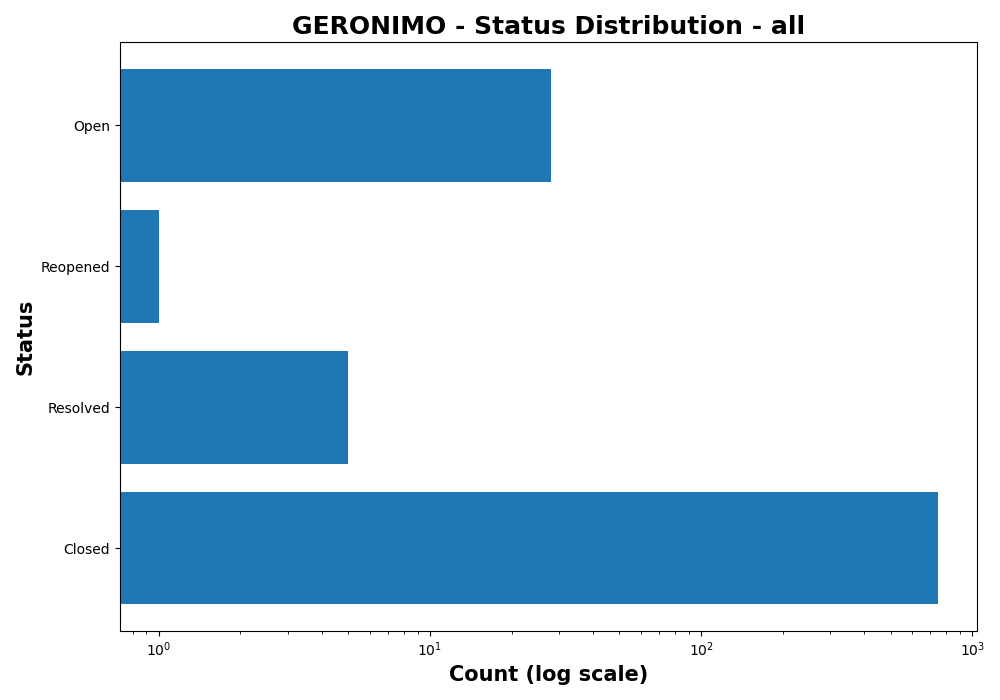 GERONIMO - Status Distribution - all
Open
Reopened
Resolved
Closed
Status
10⁰ 10¹ 10² 10³
Count (log scale)